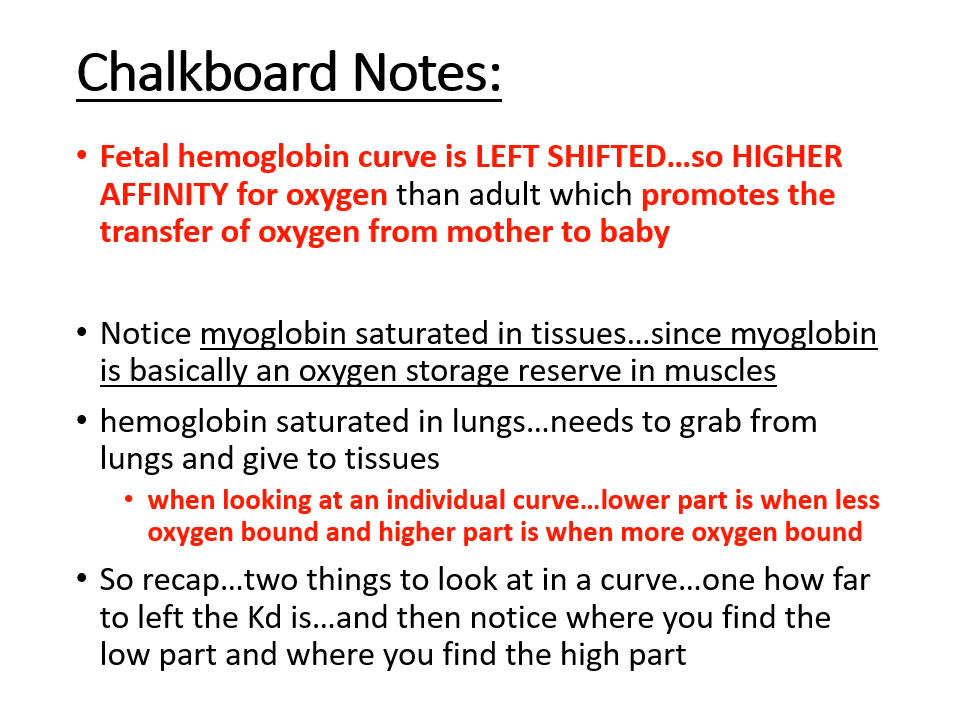 Chalkboard Notes:
• Fetal hemoglobin curve is LEFT SHIFTED…so HIGHER
AFFINITY for oxygen than adult which promotes the
transfer of oxygen from mother to baby
• Notice myoglobin saturated in tissues…since myoglobin
is basically an oxygen storage reserve in muscles
• hemoglobin saturated in lungs…needs to grab from
lungs and give to tissues
• when looking at an individual curve…lower part is when less
oxygen bound and higher part is when more oxygen bound
• So recap…two things to look at in a curve…one how far
to left the Kd is…and then notice where you find the
low part and where you find the high part